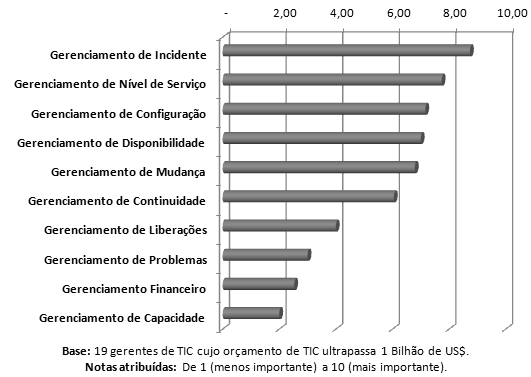 - 2,00 4,00 6,00 8,00 10,00
Gerenciamento de Incidente
Gerenciamento de Nível de Serviço
Gerenciamento de Configuração
Gerenciamento de Disponibilidade
Gerenciamento de Mudança
Gerenciamento de Continuidade
Gerenciamento de Liberações
Gerenciamento de Problemas
Gerenciamento Financeiro
Gerenciamento de Capacidade
Base: 19 gerentes de TIC cujo orçamento de TIC ultrapassa 1 Bilhão de US$.
Notas atribuídas: De 1 (menos importante) a 10 (mais importante).